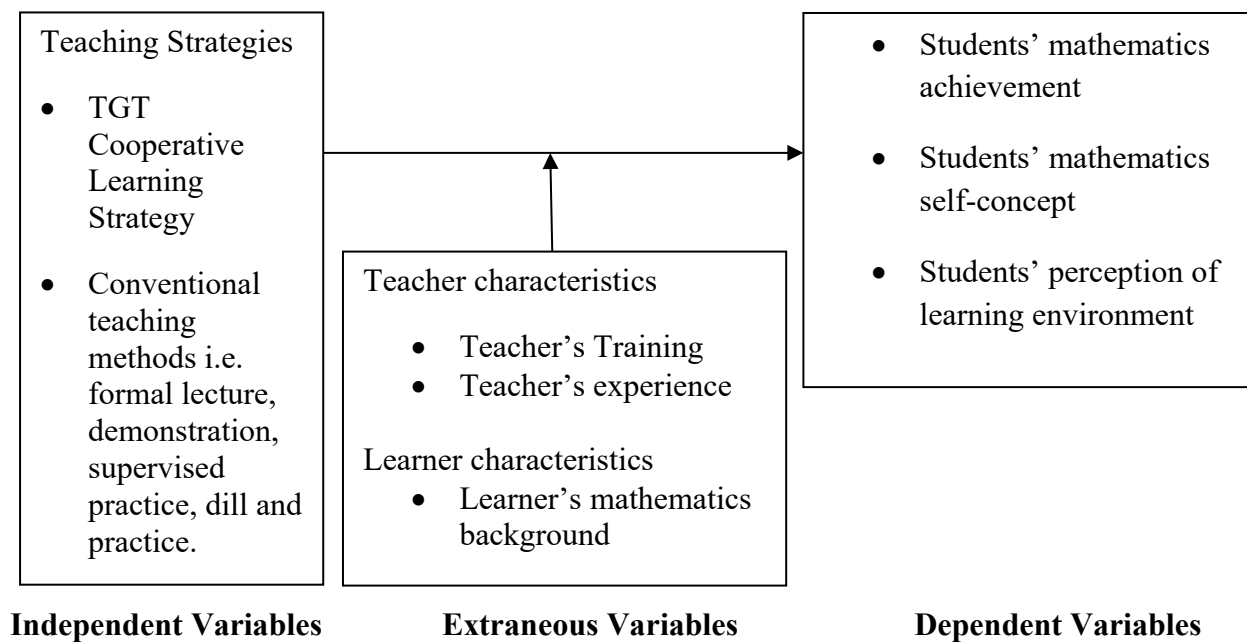 Teaching Strategies
• TGT
Cooperative
Learning
Strategy
• Conventional
teaching
methods i.e.
formal lecture,
demonstration,
supervised
practice, dill and
practice.
Teacher characteristics
• Teacher’s Training
• Teacher’s experience
Learner characteristics
• Learner’s mathematics
background
• Students’ mathematics
achievement
• Students’ mathematics
self-concept
• Students’ perception of
learning environment
Independent Variables
Extraneous Variables
Dependent Variables